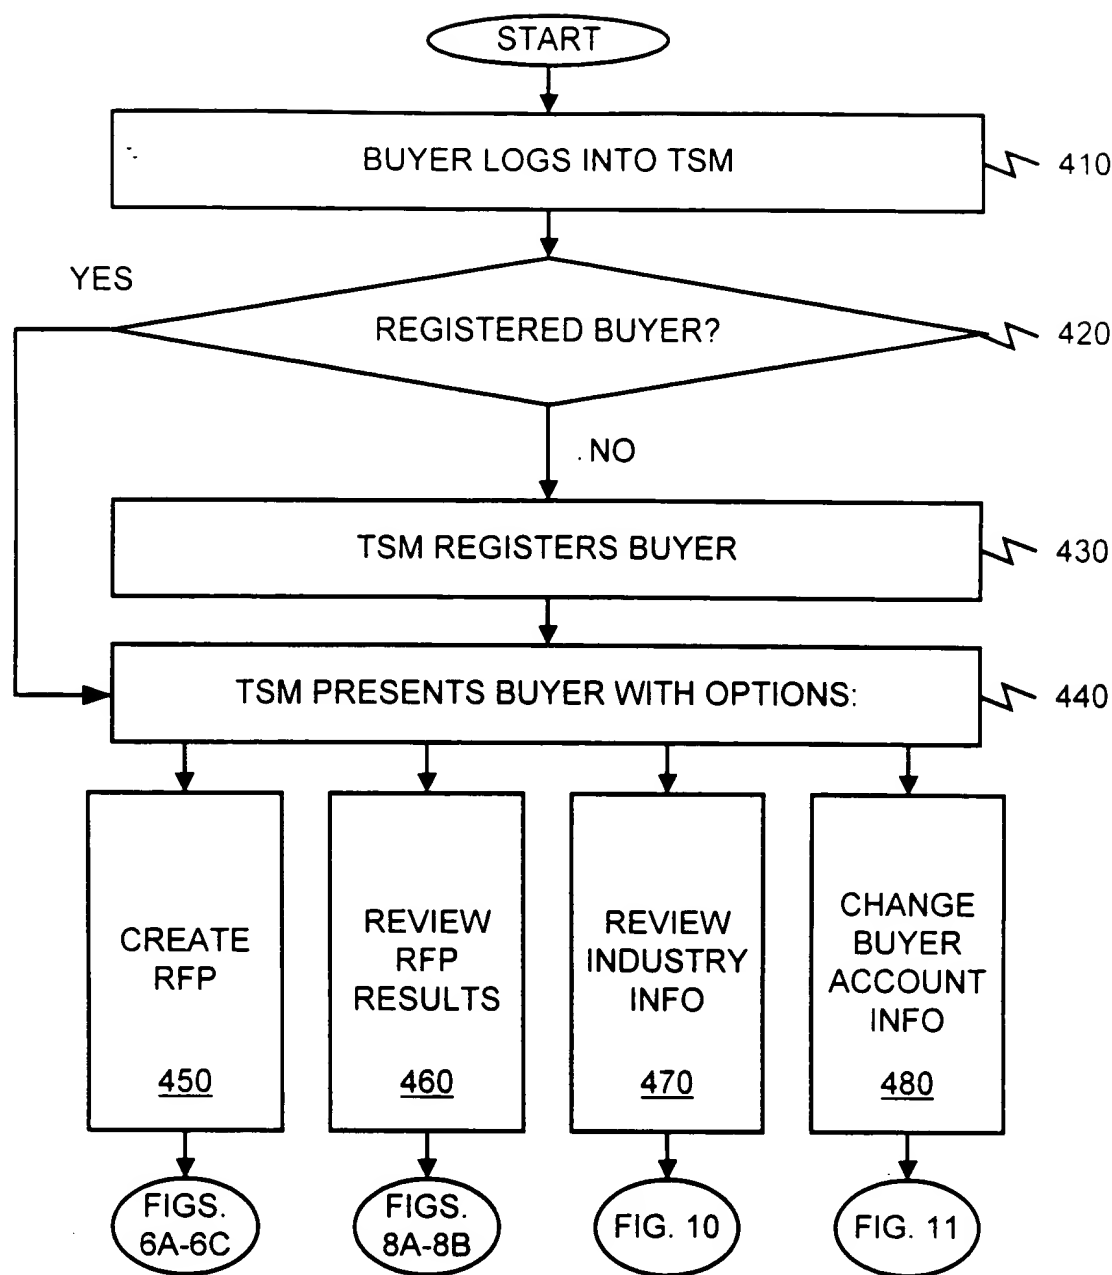 START
BUYER LOGS INTO TSM
410
YES
REGISTERED BUYER?
420
NO
TSM REGISTERS BUYER
430
TSM PRESENTS BUYER WITH OPTIONS:
440
CREATE
RFP
450
REVIEW
RFP
RESULTS
460
REVIEW
INDUSTRY
INFO
470
CHANGE
BUYER
ACCOUNT
INFO
480
FIGS.
6A-6C
FIGS.
8A-8B
FIG. 10
FIG. 11